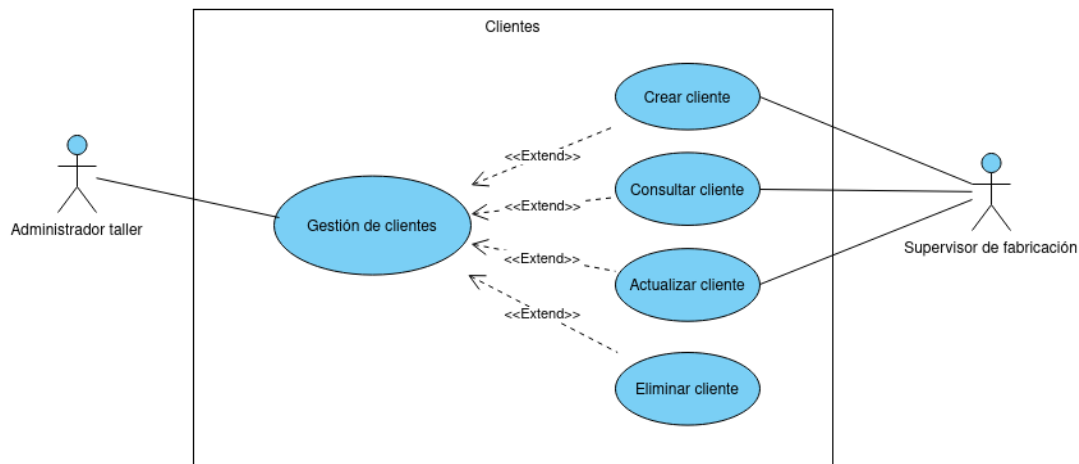 Clientes
Crear cliente
<<Extend>>
Consultar cliente
<<Extend>>
Administrador taller
Gestión de clientes
Supervisor de fabricación
<<Extend>>
Actualizar cliente
<<Extend>>
Eliminar cliente